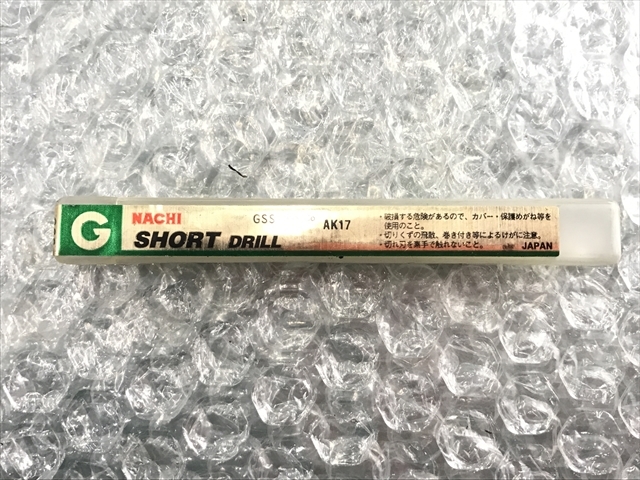 G
NACHI
SHORT DRILL
GSS
AK17
・破損する危険があるので、カバー・保護めがね等を
使用のこと。
・切りくずの飛散、巻き付き等によるけがに注意。
・切れ刃を素手で触れないこと。
JAPAN